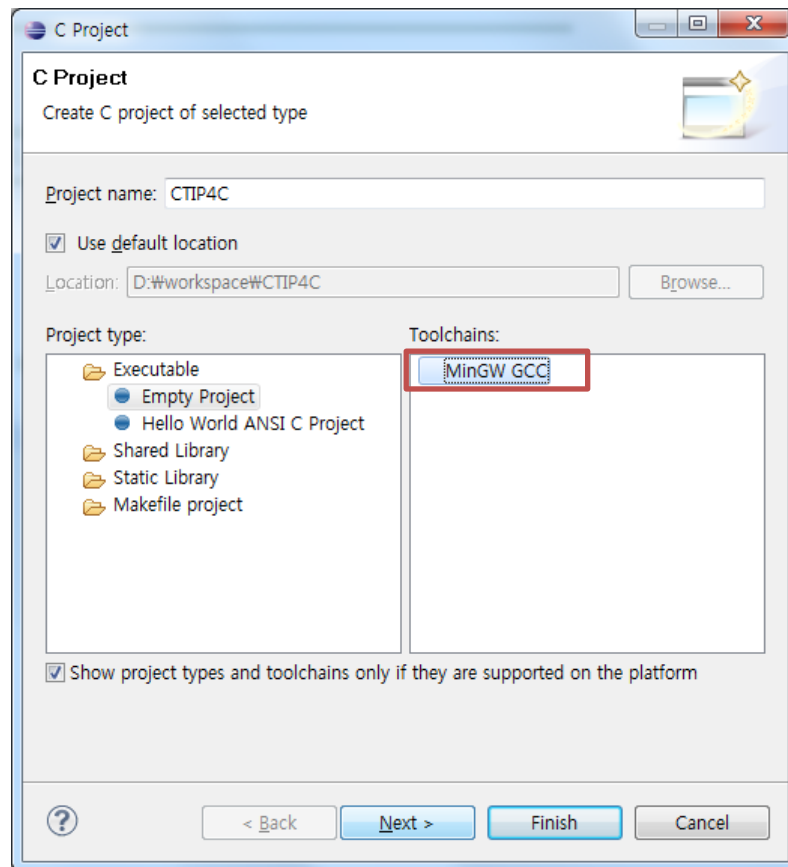 C Project
C Project
Create C project of selected type
Project name: CTIP4C
Use default location
Location: D:₩workspace₩CTIP4C Browse...
Project type: Toolchains:
Executable MinGW GCC
Empty Project
Hello World ANSI C Project
Shared Library
Static Library
Makefile project
Show project types and toolchains only if they are supported on the platform
? < Back Next > Finish Cancel